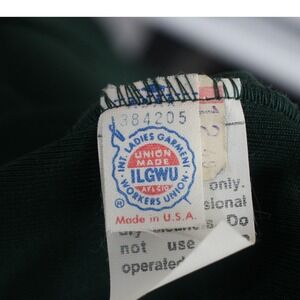 384205
INT. LADIES GARMENT
WORKERS UNION
UNION
MADE
ILGWU
AFL-CIO
®
Made in U.S.A.
12
only.
sional
Do
not use
operated